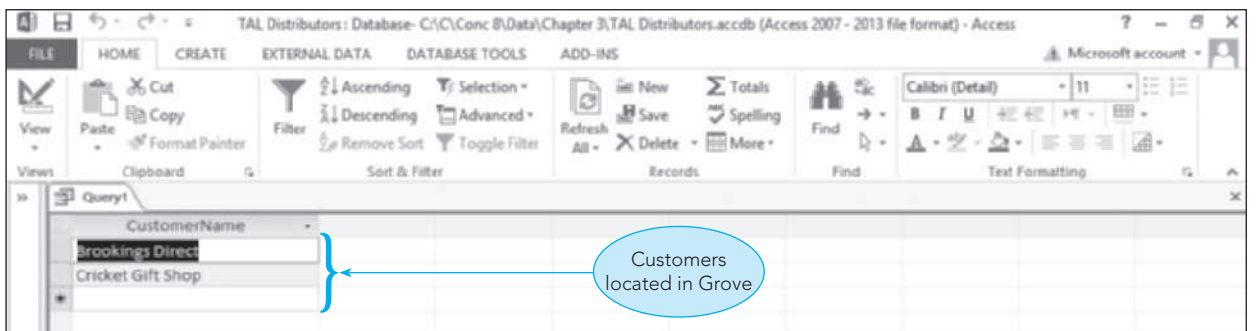 TAL Distributors : Database- C:\C\Conc 8\Data\Chapter 3\TAL Distributors.accdb (Access 2007 - 2013 file format) - Access ?
FILE HOME CREATE EXTERNAL DATA DATABASE TOOLS ADD-INS Microsoft account
View Paste Cut Copy Format Painter
Filter Ascending Descending Remove Sort Selection Advanced Toggle Filter
Refresh All New Save Delete Totals Spelling More
Find
Calibri (Detail) 11
B I U
A
Views Clipboard Sort & Filter Records Find Text Formatting
Query1
CustomerName
Brookings Direct
Cricket Gift Shop
Customers
located in Grove